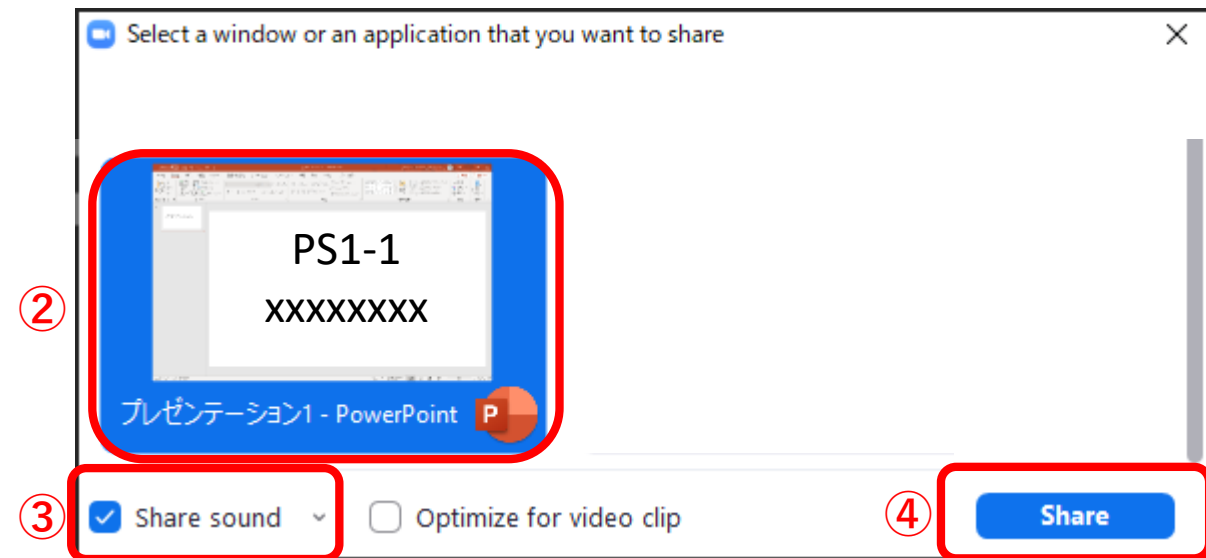 Select a window or an application that you want to share
PS1-1
xxxxxxxx
② プレゼンテーション1 - PowerPoint P
③ Share sound Optimize for video clip ④ Share